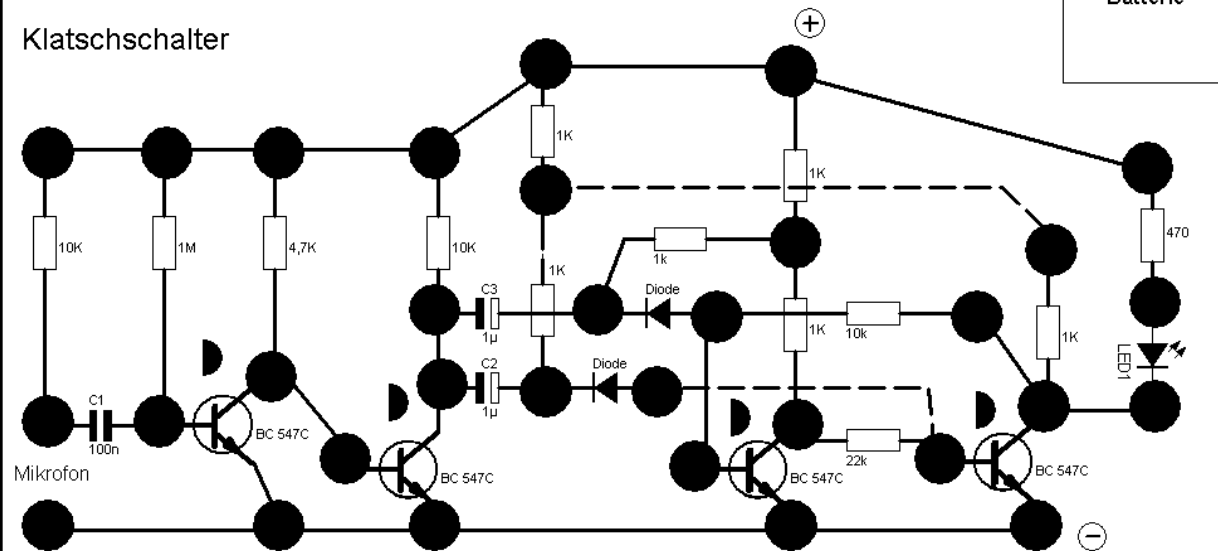 Batterie
Klatschschalter
+
1K
1K
10K
1M
4,7K
10K
1k
470
1K
C3
1µ
Diode
1K
10k
1K
LED1
C2
1µ
Diode
C1
100n
BC 547C
BC 547C
22k
BC 547C
BC 547C
Mikrofon
−